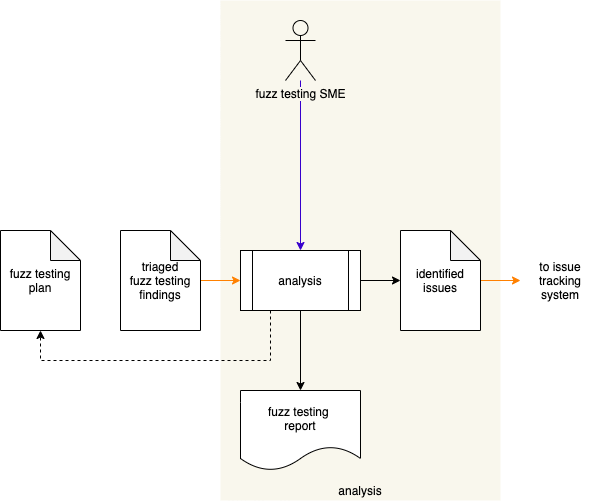 fuzz testing SME
fuzz testing
plan
triaged
fuzz testing
findings
analysis
identified
issues
to issue
tracking
system
fuzz testing
report
analysis